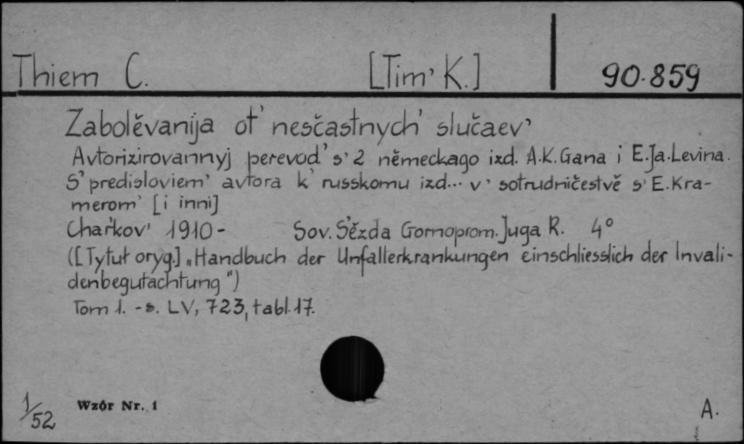 Thiem C. [Tim' K.] 90.859
Zabolěvanija ot' nesčastnych' slučaev'
Avtorizirovannyj perevod' s' 2 německago izd. A.K.Gana i E.Ja.Levina.
S' predisloviem' avtora k' russkomu izd... v' sotrudničestvě s' E.Kra-
merom' [i inni]
Char'kov' 1910- Sov. S'ězda Gornoprom. Juga R. 4°
([Tytuł oryg.] „Handbuch der Unfallerkrankungen einschliesslich der Invali-
denbegutachtung")
Tom 1. -s. LV, 723, tabl. 17.
1/52 Wzór Nr. 1 A.